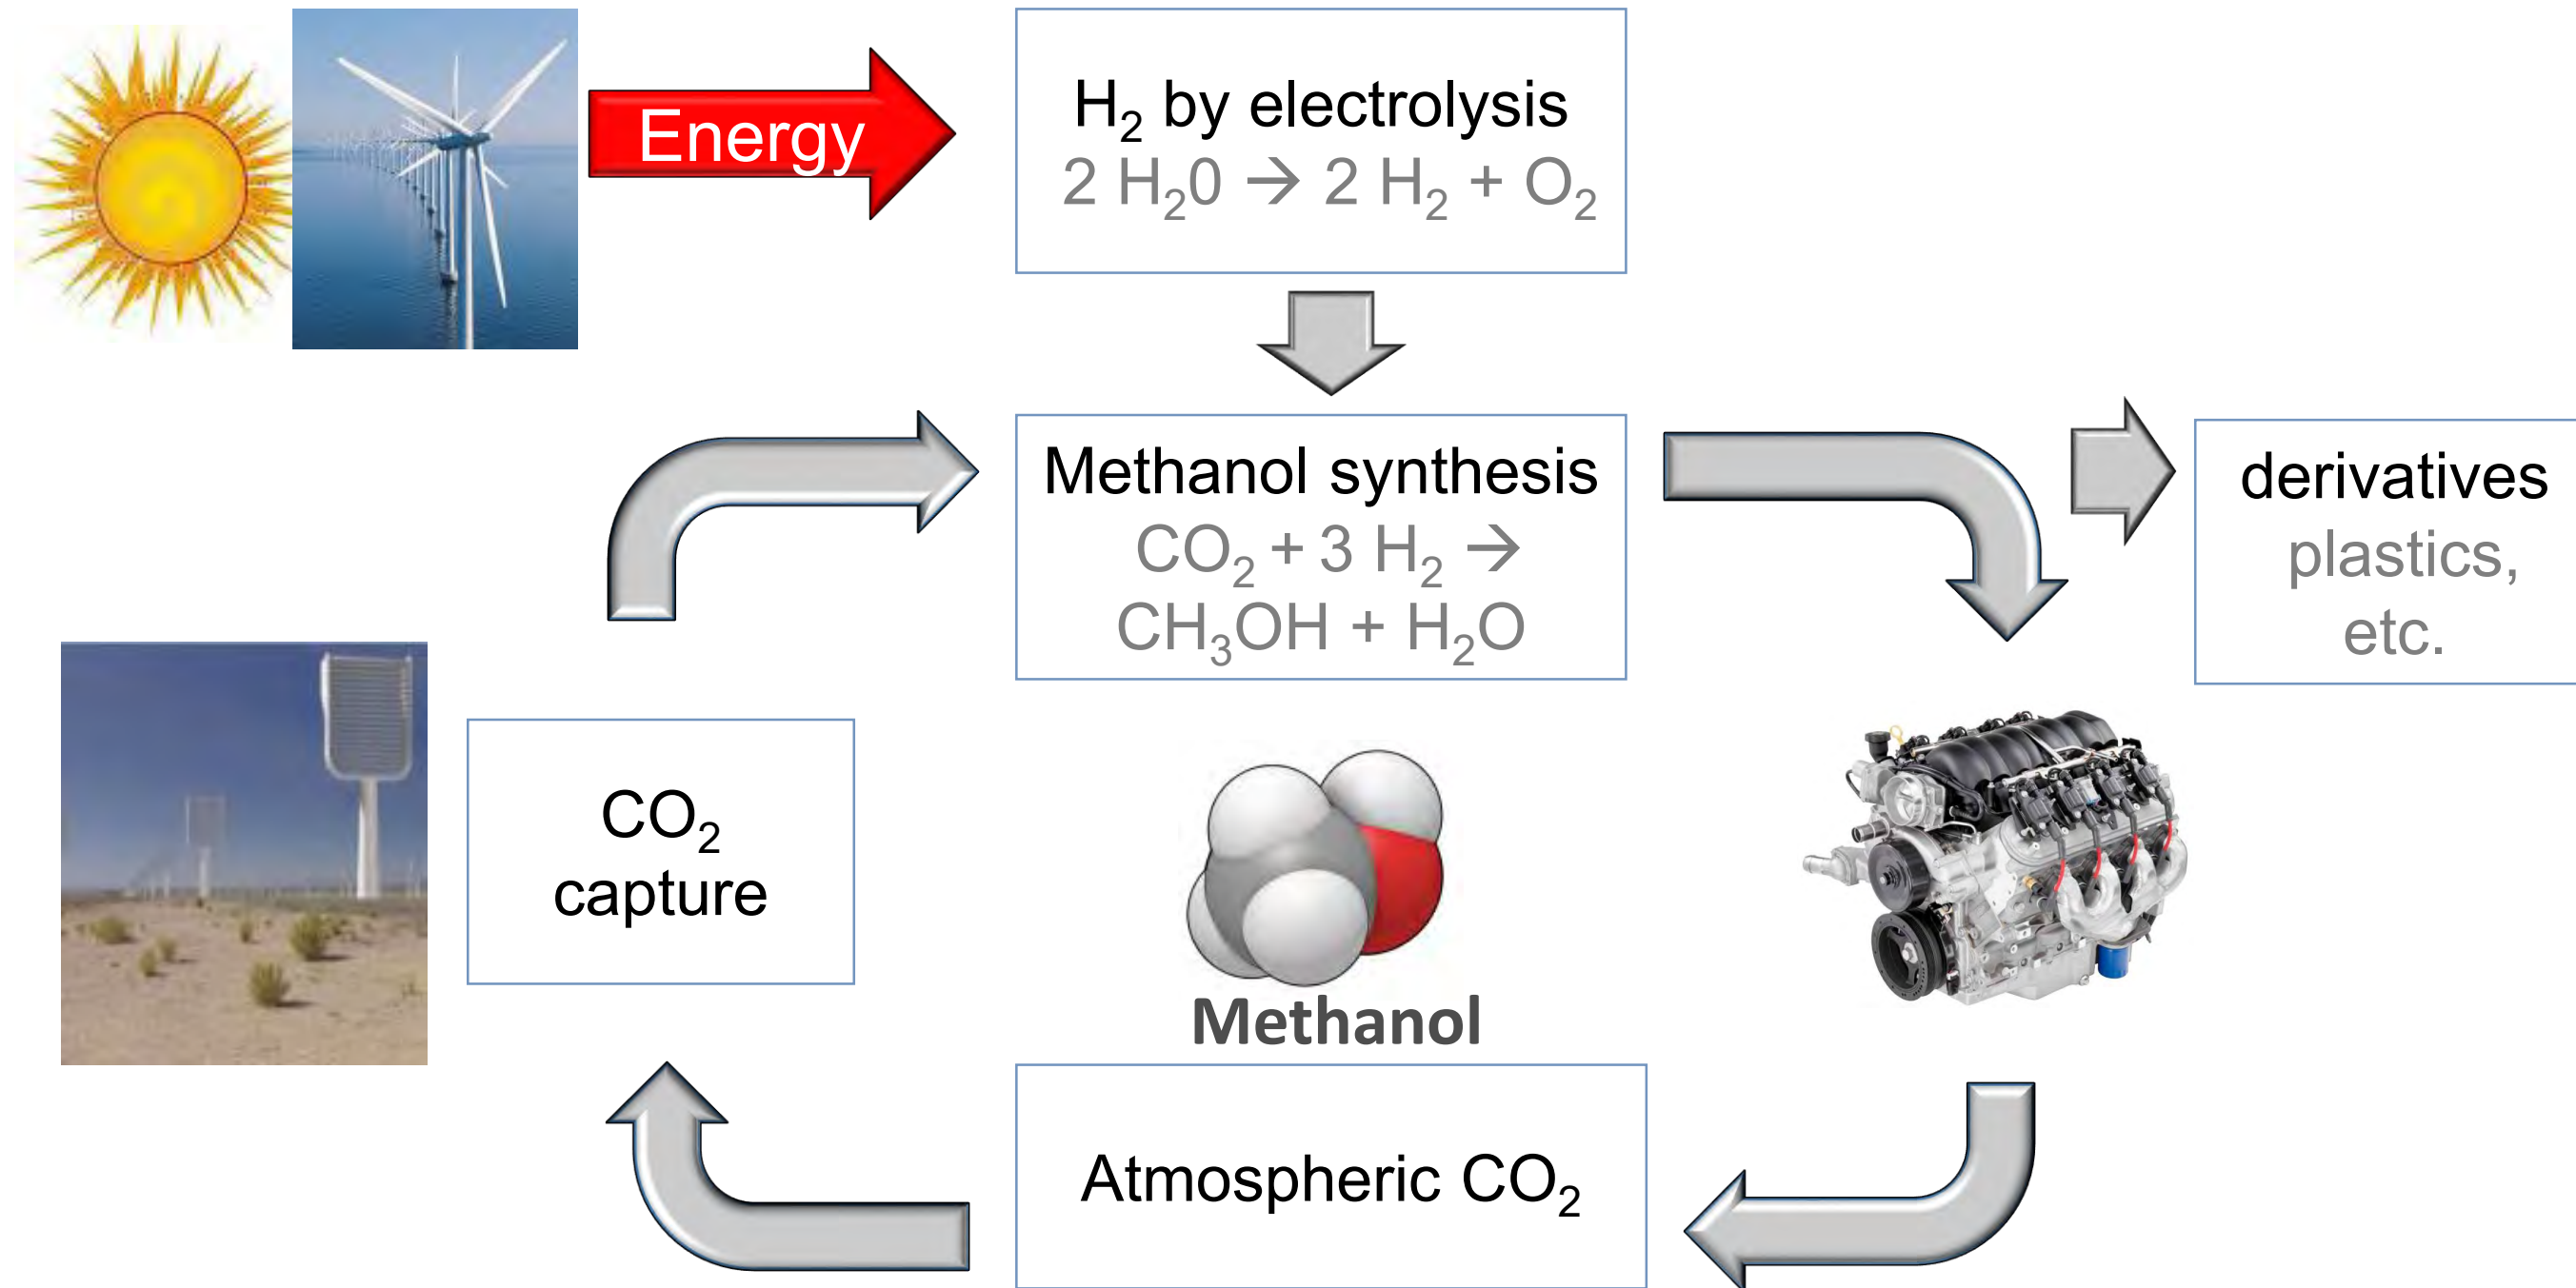 Energy
H₂ by electrolysis
2 H₂0 → 2 H₂ + O₂
Methanol synthesis
CO₂ + 3 H₂ →
CH₃OH + H₂O
derivatives
plastics,
etc.
CO₂
capture
Methanol
Atmospheric CO₂